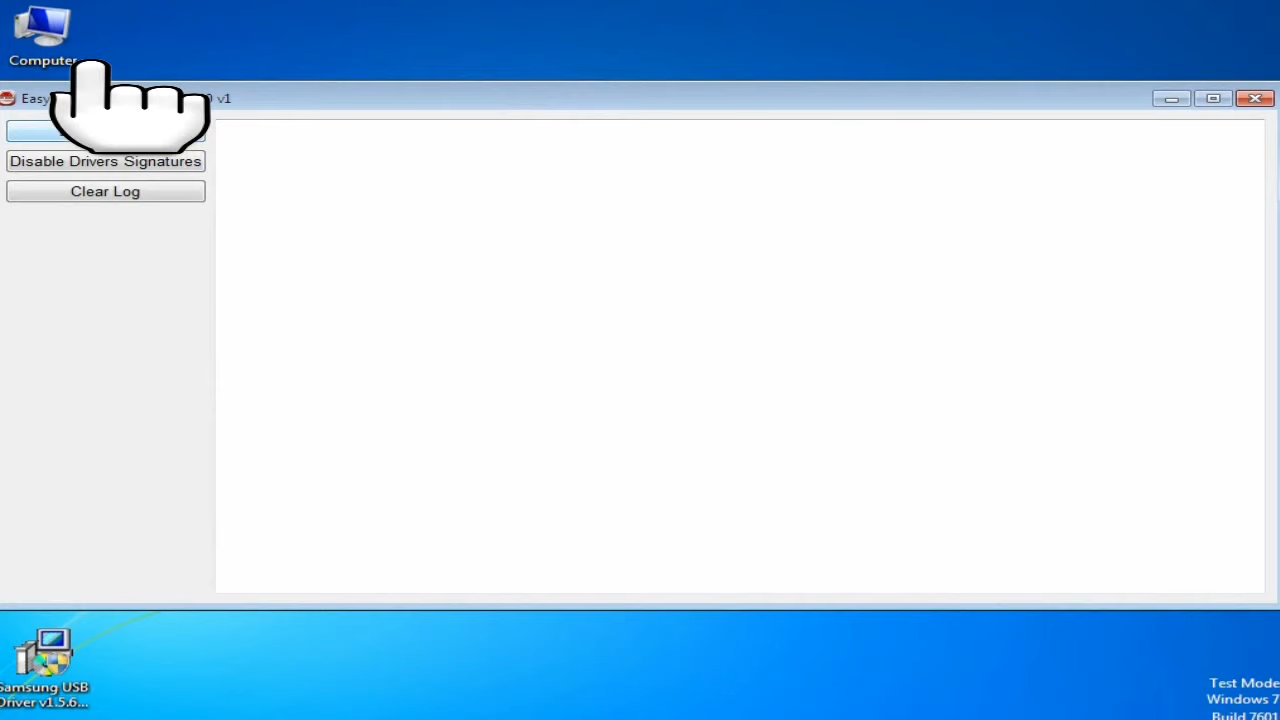 Computer
Easy v1
Disable Drivers Signatures
Clear Log
Samsung USB
Driver v1.5.6...
Test Mode
Windows 7
Build 7601